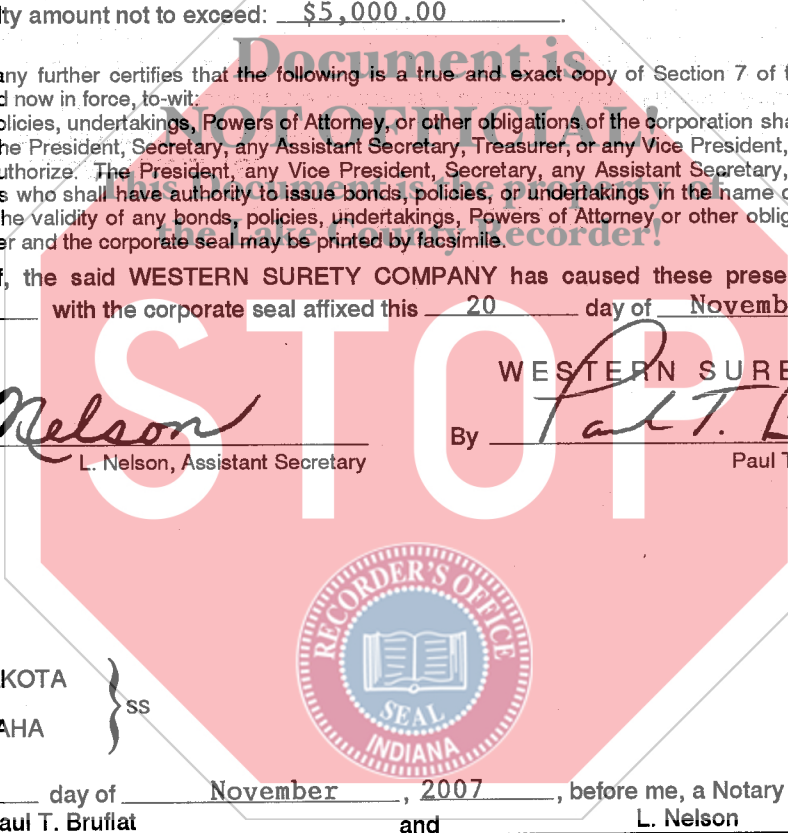 lty amount not to exceed: $5,000.00.
Document is
any further certifies that the following is a true and exact copy of Section 7 of t
d now in force, to-wit:
NOT OFFICIAL!
olicies, undertakings, Powers of Attorney, or other obligations of the corporation sha
he President, Secretary, any Assistant Secretary, Treasurer, or any Vice President,
uthorize. The President, any Vice President, Secretary, any Assistant Secretary,
This Document is the property of
s who shall have authority to issue bonds, policies, or undertakings in the name o
he validity of any bonds, policies, undertakings, Powers of Attorney or other oblig
the Lake County Recorder!
er and the corporate seal may be printed by facsimile.
f, the said WESTERN SURETY COMPANY has caused these prese
with the corporate seal affixed this 20 day of Novemb
STOP
WESTERN SURE
Nelson
By Paul T. B
L. Nelson, Assistant Secretary
Paul T
RECORDER'S OFFICE
SEAL
INDIANA
KOTA
SS
AHA
day of November, 2007, before me, a Notary
aul T. Bruflat and L. Nelson